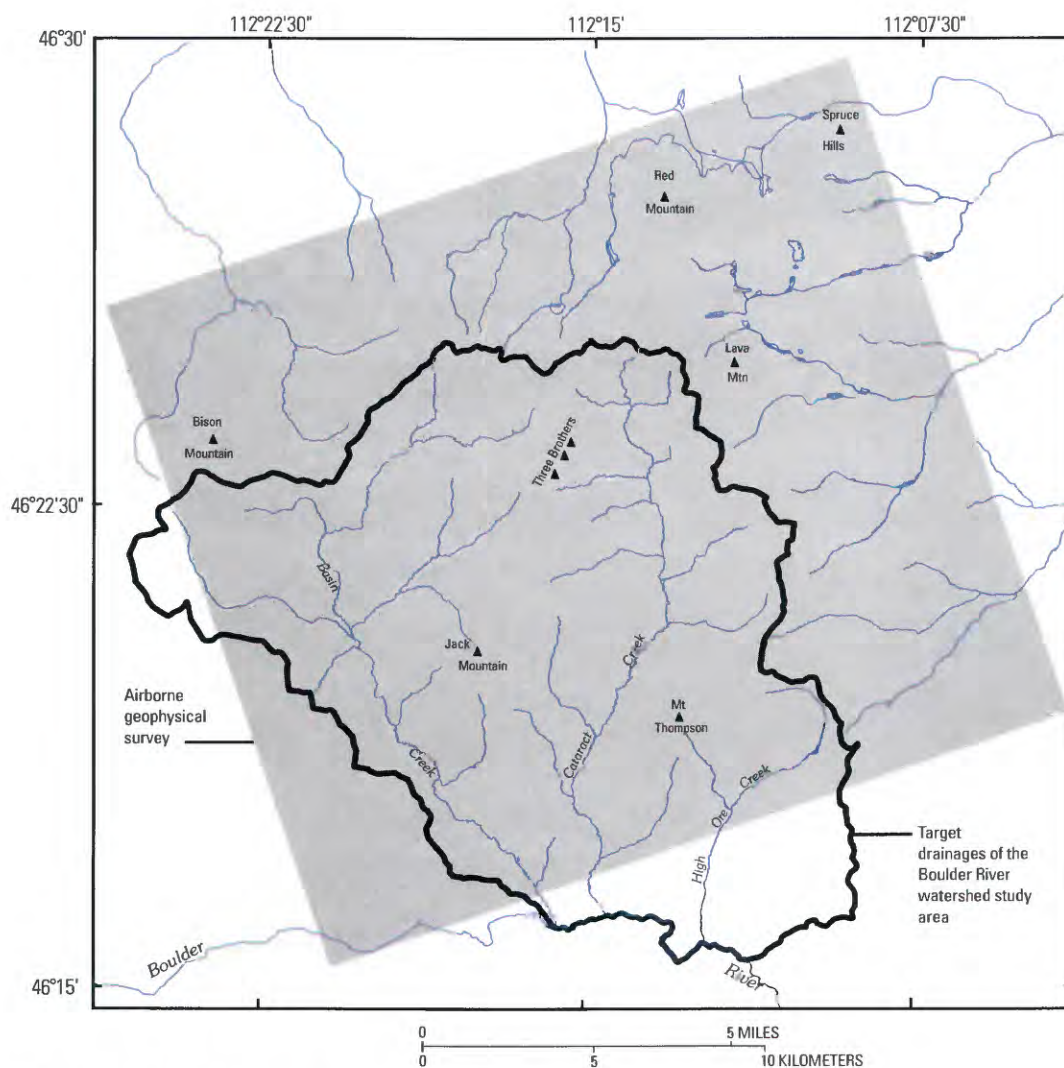 112°22'30"
112°15'
112°07'30"
46°30'
Spruce
Hills
Red
Mountain
Lava
Mtn
Bison
Mountain
Three Brothers
46°22'30"
Basin
Creek
Jack
Mountain
Creek
Cataract
Mt
Thompson
Airborne
geophysical
survey
High Ore Creek
Target
drainages of the
Boulder River
watershed study
area
Boulder
River
46°15'
0 5 MILES
0 5 10 KILOMETERS